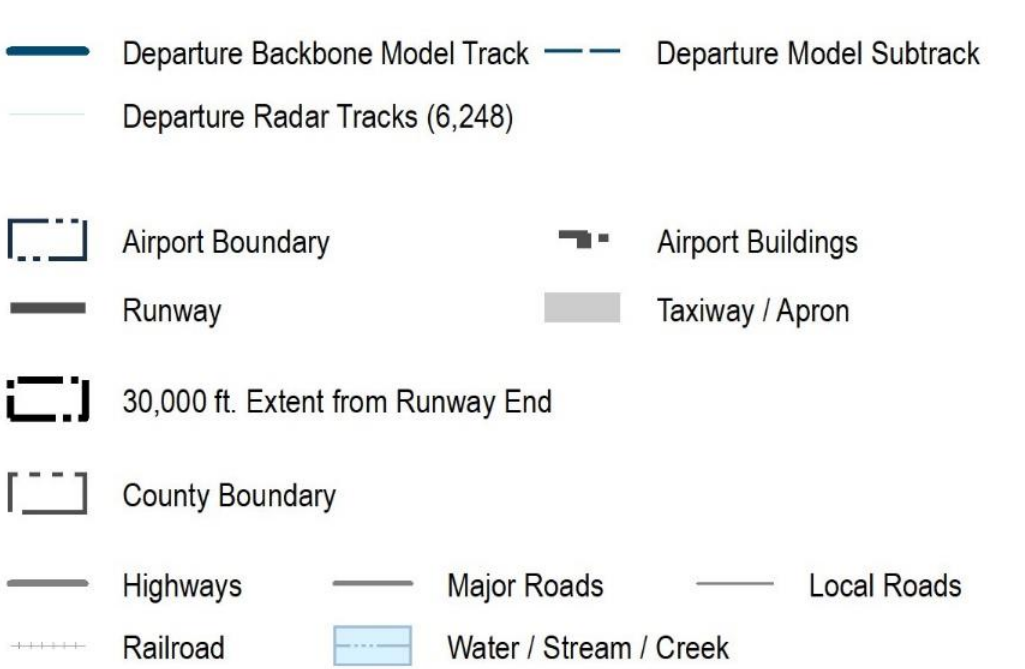 Departure Backbone Model Track Departure Model Subtrack
Departure Radar Tracks (6,248)
Airport Boundary Airport Buildings
Runway Taxiway / Apron
30,000 ft. Extent from Runway End
County Boundary
Highways Major Roads Local Roads
Railroad Water / Stream / Creek